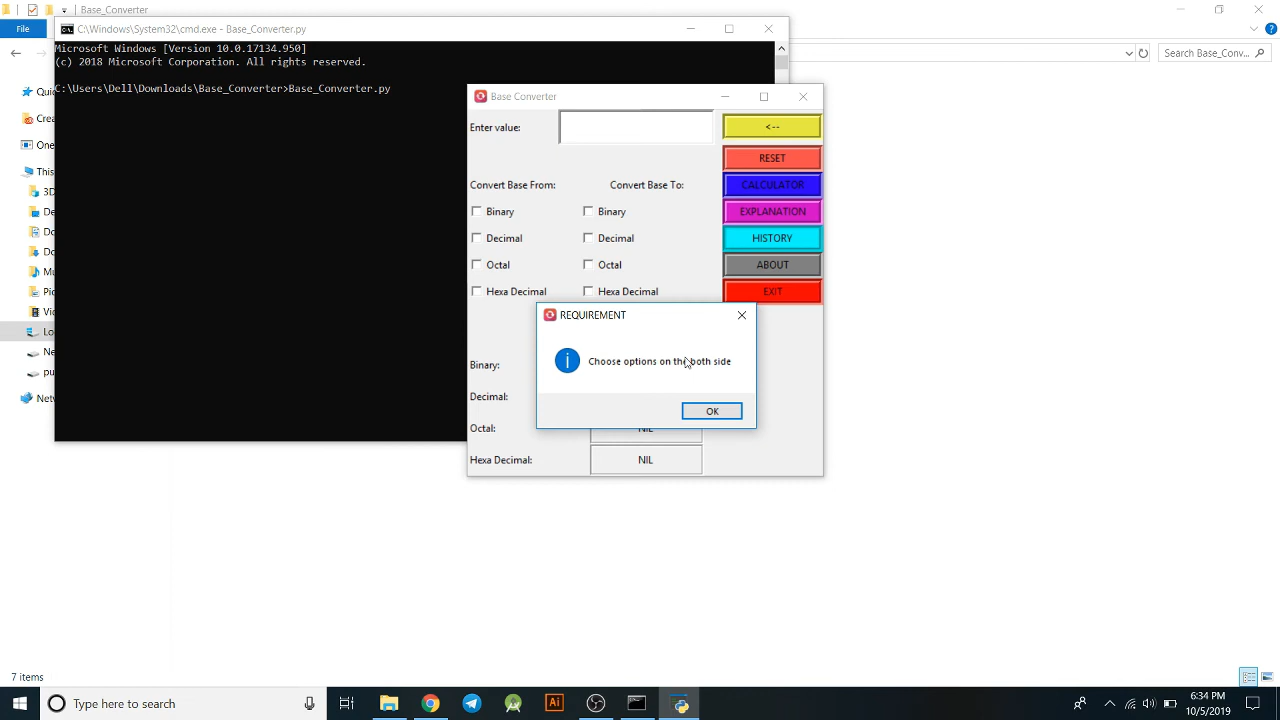 Base_Converter
File
C:\Windows\System32\cmd.exe - Base_Converter.py
Microsoft Windows [Version 10.0.17134.950]
(c) 2018 Microsoft Corporation. All rights reserved.
C:\Users\Dell\Downloads\Base_Converter>Base_Converter.py
Search Base_Conv...
Base Converter
Enter value:
<--
RESET
Convert Base From:
Convert Base To:
CALCULATOR
Binary
Binary
EXPLANATION
Decimal
Decimal
HISTORY
Octal
Octal
ABOUT
Hexa Decimal
Hexa Decimal
EXIT
REQUIREMENT
Choose options on the both side
OK
Binary:
Decimal:
Octal:
NIL
Hexa Decimal:
NIL
7 items
Type here to search
Ai
6:34 PM
10/5/2019